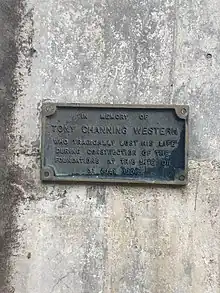 IN MEMORY OF
TONY CHANNING WESTERN
WHO TRAGICALLY LOST HIS LIFE
DURING CONSTRUCTION OF THE
FOUNDATIONS AT THIS SITE ON